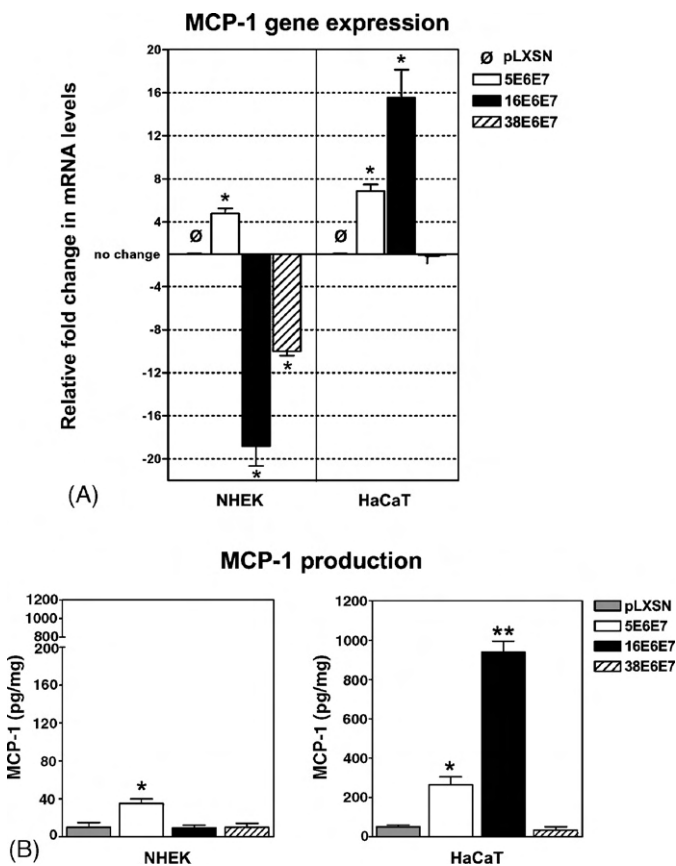 MCP-1 gene expression
Relative fold change in mRNA levels
20
16
12
8
4
no change
-4
-8
-12
-16
-20
ø
*
*
*
ø
*
*
NHEK
HaCaT
ø pLXSN
5E6E7
16E6E7
38E6E7
(A)
MCP-1 production
MCP-1 (pg/mg)
1200
1000
800
200
160
120
80
40
0
*
NHEK
MCP-1 (pg/mg)
1200
1000
800
600
400
200
0
*
**
HaCaT
pLXSN
5E6E7
16E6E7
38E6E7
(B)